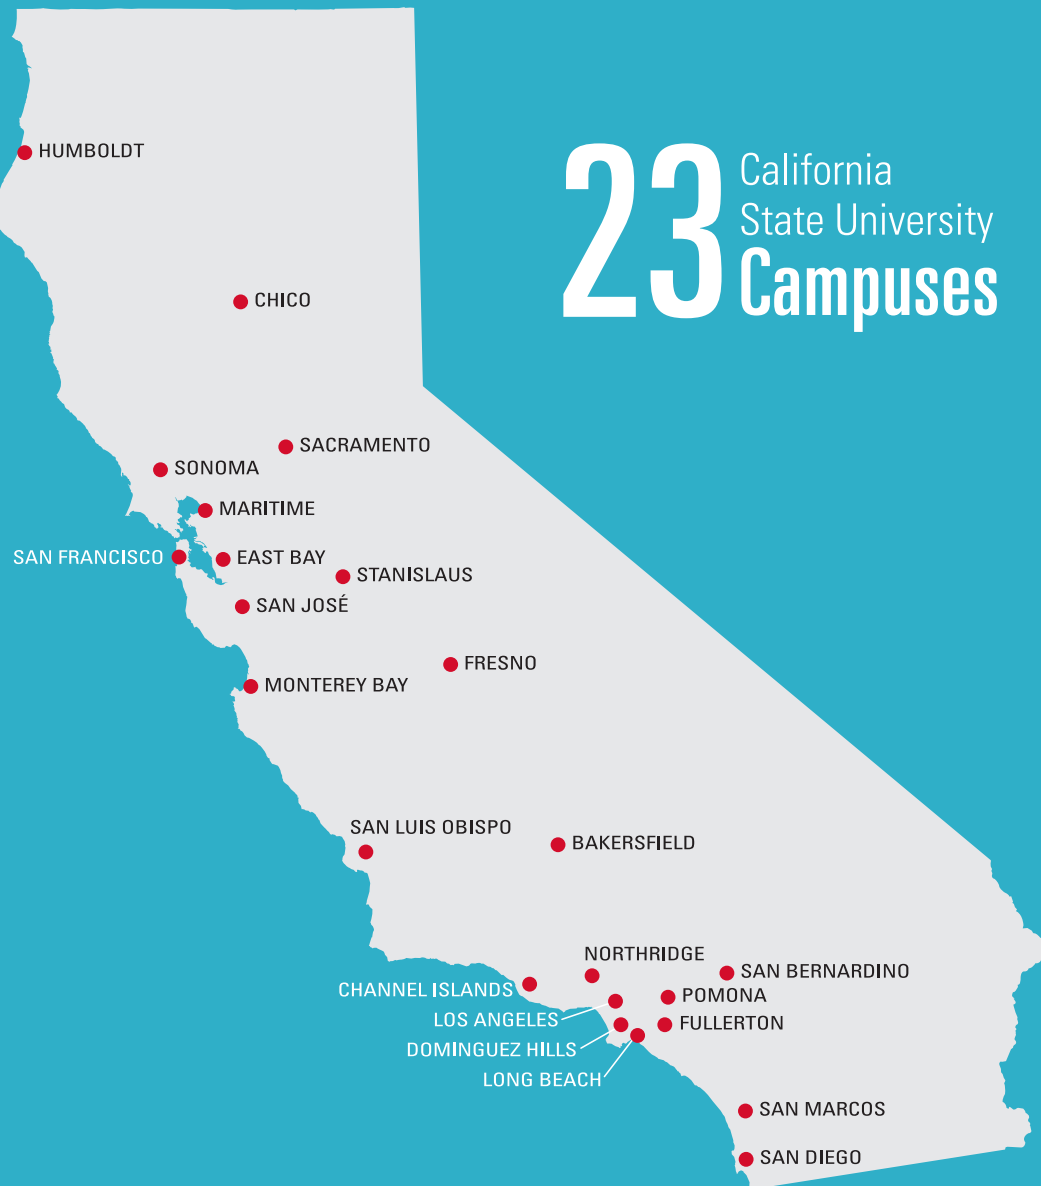 23
California
State University
Campuses
HUMBOLDT
CHICO
SACRAMENTO
SONOMA
MARITIME
SAN FRANCISCO
EAST BAY
STANISLAUS
SAN JOSÉ
FRESNO
MONTEREY BAY
SAN LUIS OBISPO
BAKERSFIELD
NORTHRIDGE
SAN BERNARDINO
CHANNEL ISLANDS
POMONA
LOS ANGELES
FULLERTON
DOMINGUEZ HILLS
LONG BEACH
SAN MARCOS
SAN DIEGO